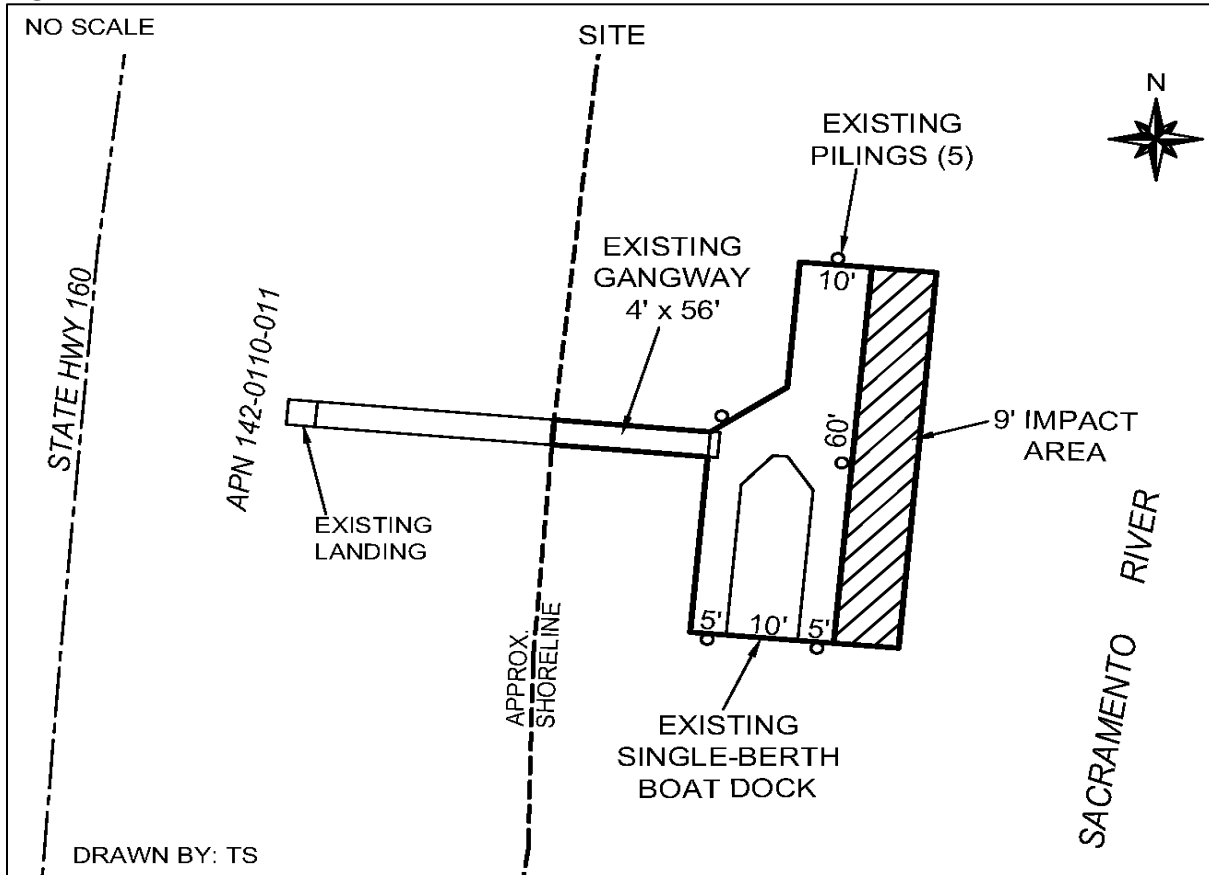 NO SCALE
SITE
N
EXISTING
PILINGS (5)
10'
EXISTING
GANGWAY
4' x 56'
STATE HWY 160
APN 142-0110-011
60'
9' IMPACT
AREA
EXISTING
LANDING
5'
10'
5'
APPROX.
SHORELINE
EXISTING
SINGLE-BERTH
BOAT DOCK
SACRAMENTO RIVER
DRAWN BY: TS